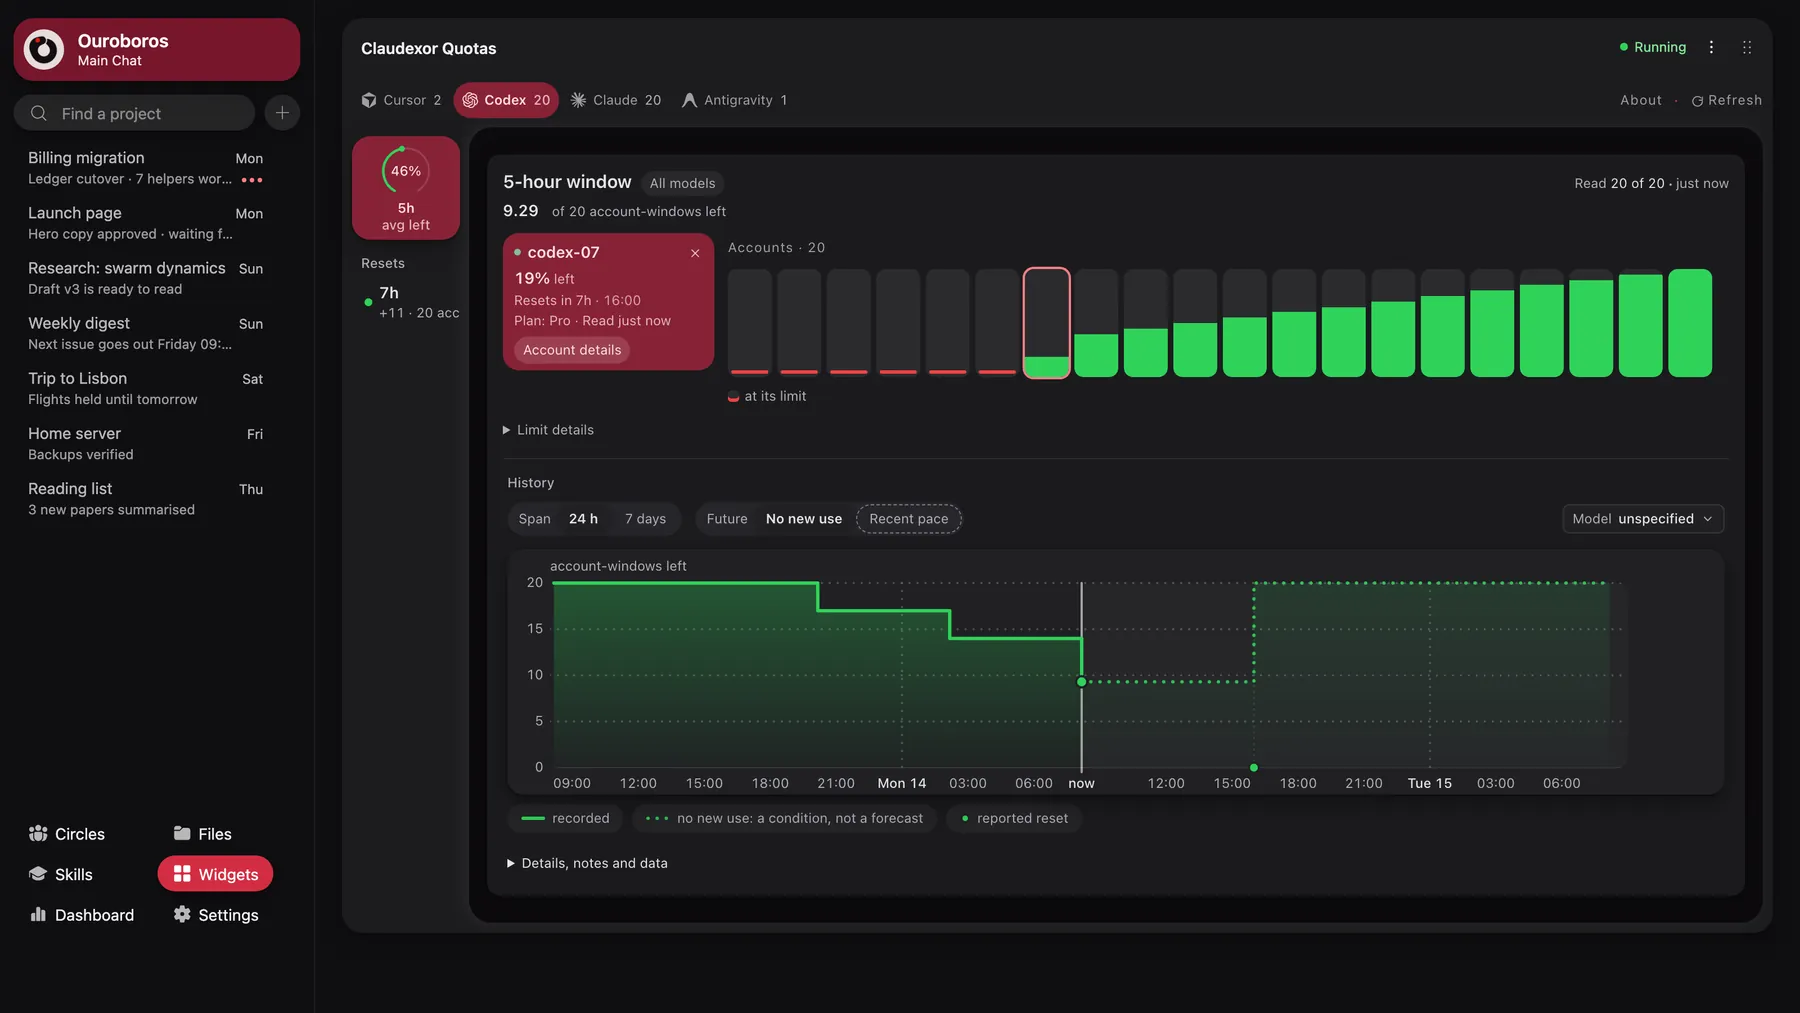 Ouroboros
Main Chat
Find a project
Billing migration Mon
Ledger cutover · 7 helpers wor...
Launch page Mon
Hero copy approved · waiting f...
Research: swarm dynamics Sun
Draft v3 is ready to read
Weekly digest Sun
Next issue goes out Friday 09:...
Trip to Lisbon Sat
Flights held until tomorrow
Home server Fri
Backups verified
Reading list Thu
3 new papers summarised
Circles Files
Skills Widgets
Dashboard Settings
Claudexor Quotas
Running
Cursor 2 Codex 20 Claude 20 Antigravity 1
About · Refresh
46%
5h
avg left
Resets
7h
+11 · 20 acc
5-hour window All models
Read 20 of 20 · just now
9.29 of 20 account-windows left
codex-07 ×
19% left
Resets in 7h · 16:00
Plan: Pro · Read just now
Account details
Accounts · 20
at its limit
Limit details
History
Span 24 h 7 days Future No new use Recent pace
Model unspecified
account-windows left
20
15
10
5
0
09:00 12:00 15:00 18:00 21:00 Mon 14 03:00 06:00 now 12:00 15:00 18:00 21:00 Tue 15 03:00 06:00
recorded no new use: a condition, not a forecast reported reset
Details, notes and data